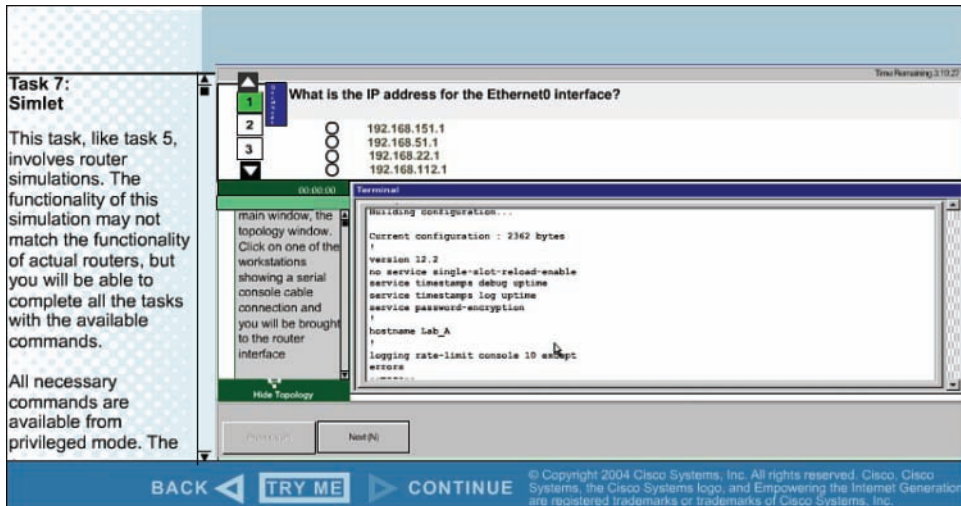 Task 7:
Simlet
This task, like task 5,
involves router
simulations. The
functionality of this
simulation may not
match the functionality
of actual routers, but
you will be able to
complete all the tasks
with the available
commands.
All necessary
commands are
available from
privileged mode. The
Time Remaining 3:10:27
1
2
3
What is the IP address for the Ethernet0 interface?
192.168.151.1
192.168.51.1
192.168.22.1
192.168.112.1
00:00:00
main window, the
topology window.
Click on one of the
workstations
showing a serial
console cable
connection and
you will be brought
to the router
interface
Hide Topology
Terminal
Building configuration...
Current configuration : 2362 bytes
!
version 12.2
no service single-slot-reload-enable
service timestamps debug uptime
service timestamps log uptime
service password-encryption
!
hostname Lab_A
!
logging rate-limit console 10 except
errors
Next(N)
BACK TRY ME CONTINUE
© Copyright 2004 Cisco Systems, Inc. All rights reserved. Cisco, Cisco
Systems, the Cisco Systems logo, and Empowering the Internet Generation
are registered trademarks or trademarks of Cisco Systems, Inc.